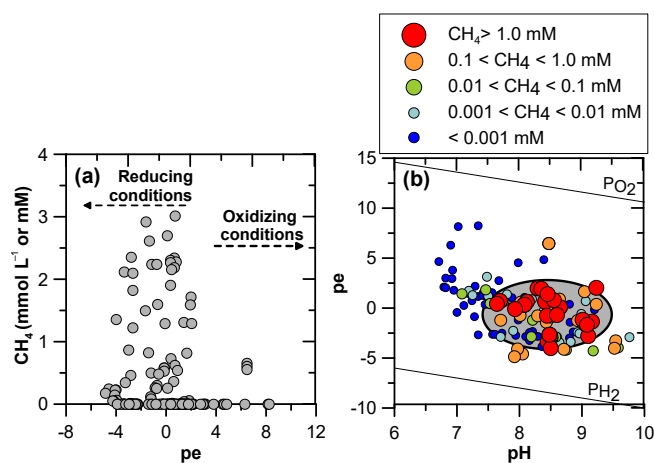 CH₄> 1.0 mM
0.1 < CH4 < 1.0 mM
0.01 < CH4 < 0.1 mM
0.001 < CH4 < 0.01 mM
< 0.001 mM
(a)
Reducing
conditions
Oxidizing
conditions
CH₄ (mmol L⁻¹ or mM)
4
3
2
1
0
-8
-4
0
4
8
12
pe
(b)
P O₂
P H₂
pe
15
10
5
0
-5
-10
6
7
8
9
10
pH